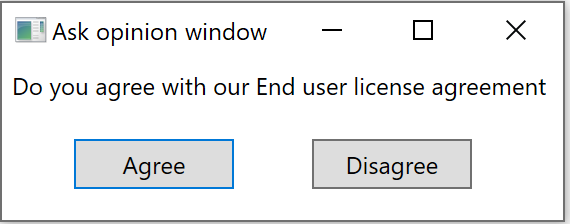 Ask opinion window
Do you agree with our End user license agreement
Agree Disagree